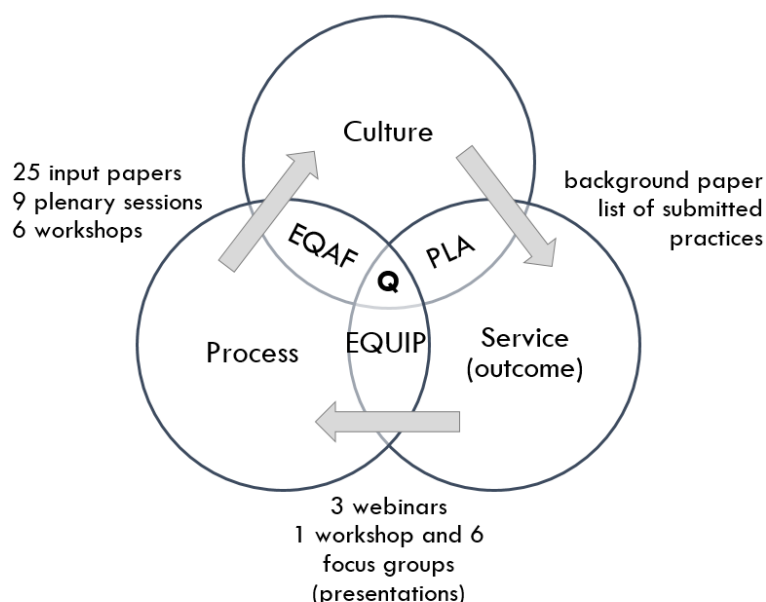 Culture
25 input papers
9 plenary sessions
6 workshops
background paper
list of submitted
practices
EQAF
PLA
Q
Process
EQUIP
Service
(outcome)
3 webinars
1 workshop and 6
focus groups
(presentations)